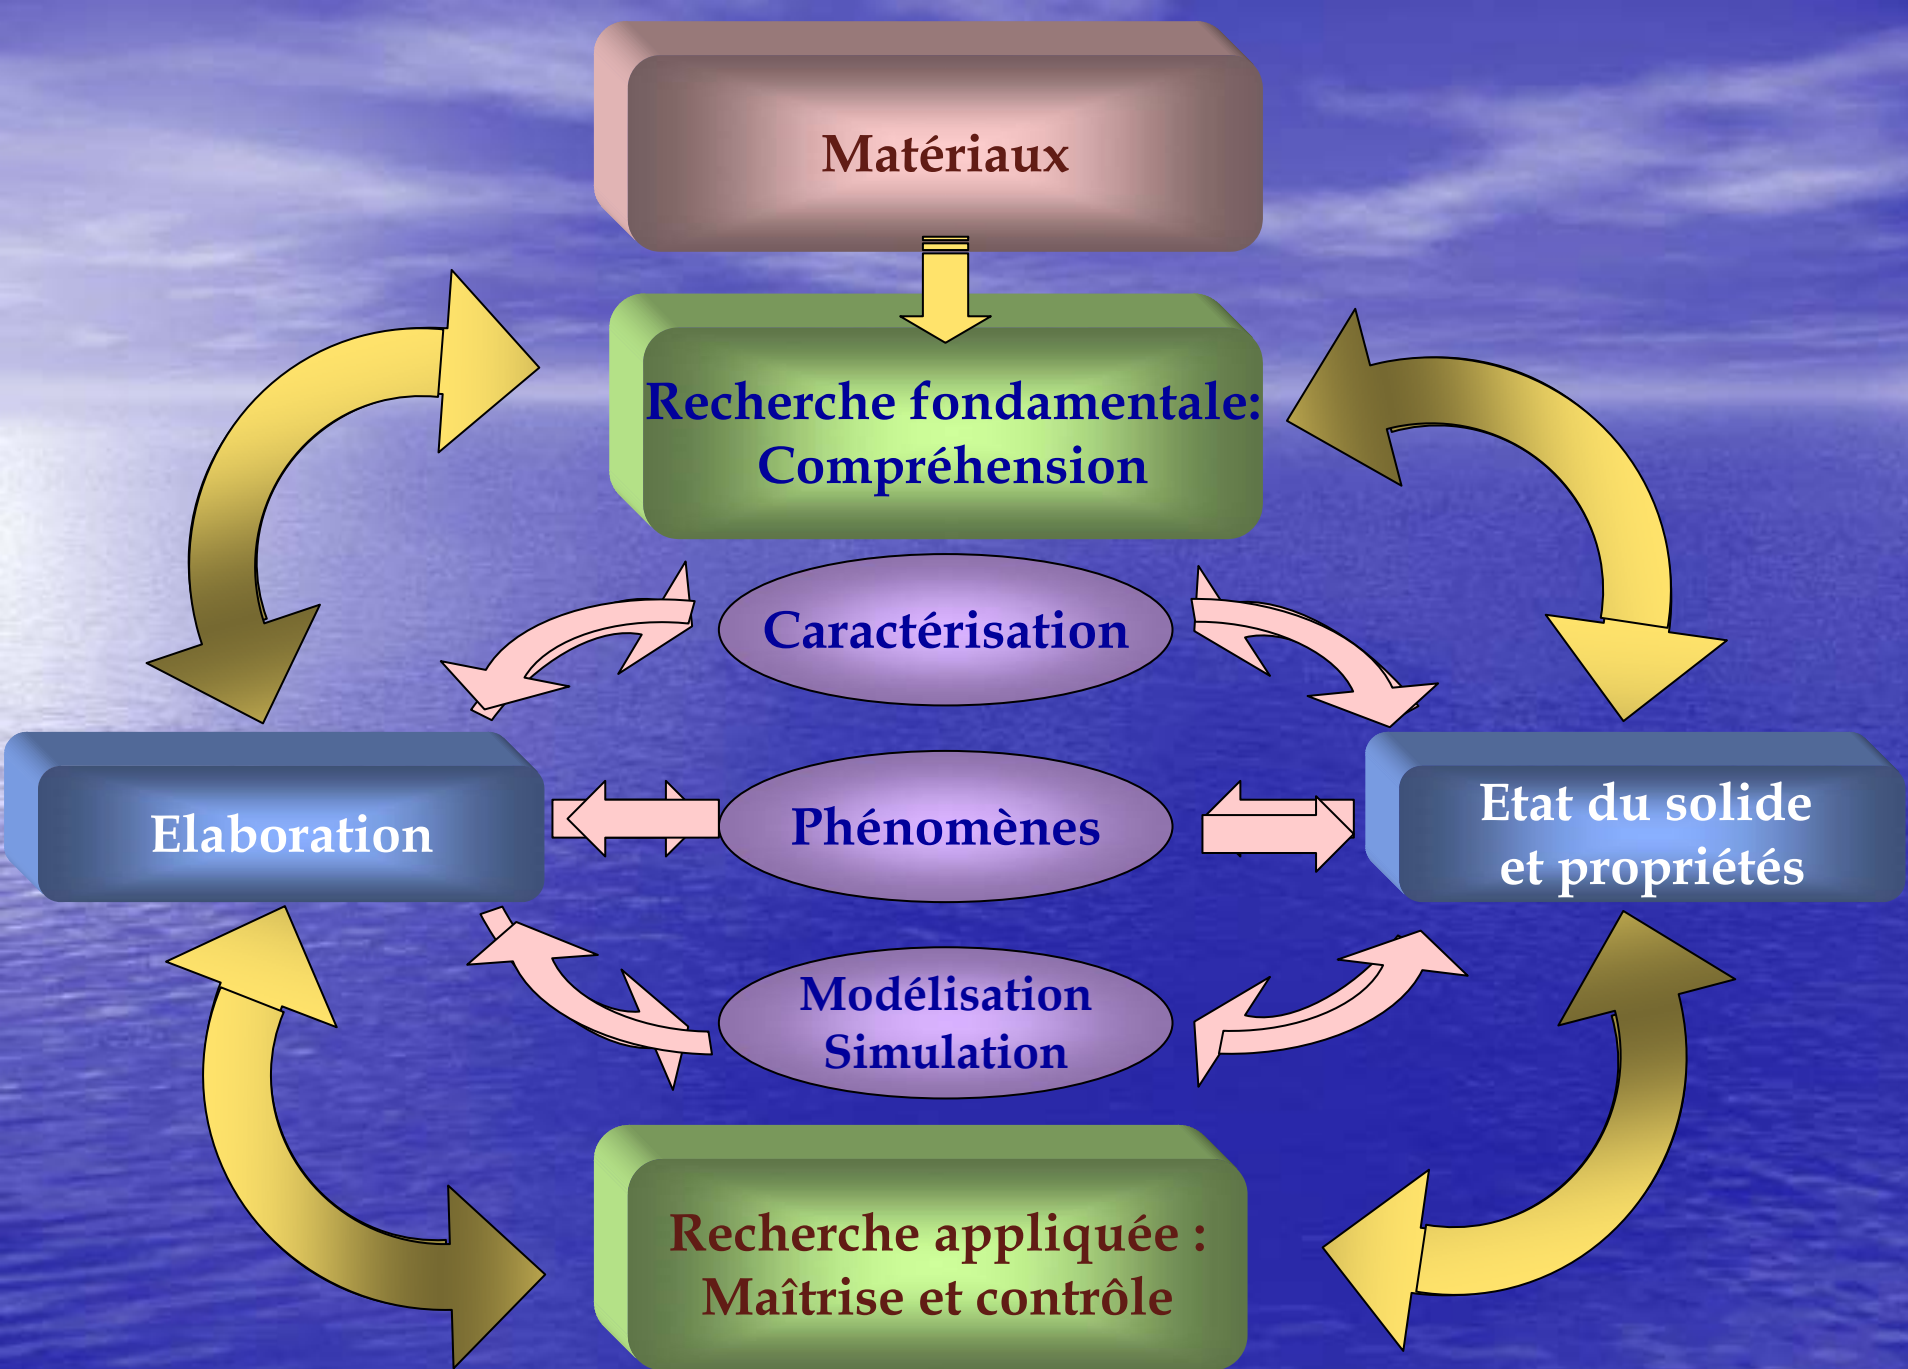 Matériaux
Recherche fondamentale:
Compréhension
Caractérisation
Elaboration
Phénomènes
Etat du solide
et propriétés
Modélisation
Simulation
Recherche appliquée :
Maîtrise et contrôle